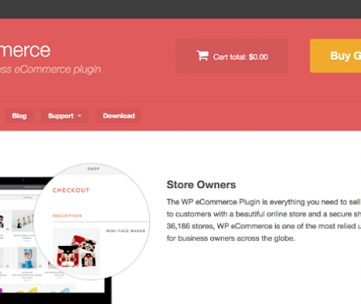 merce
ess eCommerce plugin
Cart total: $0.00
Buy G
Blog
Support
Download
SHOP
CHECKOUT
DESCRIPTION
MINI FACE MAKER
Store Owners
The WP eCommerce Plugin is everything you need to sell
to customers with a beautiful online store and a secure sh
36,186 stores, WP eCommerce is one of the most relied u
for business owners across the globe.